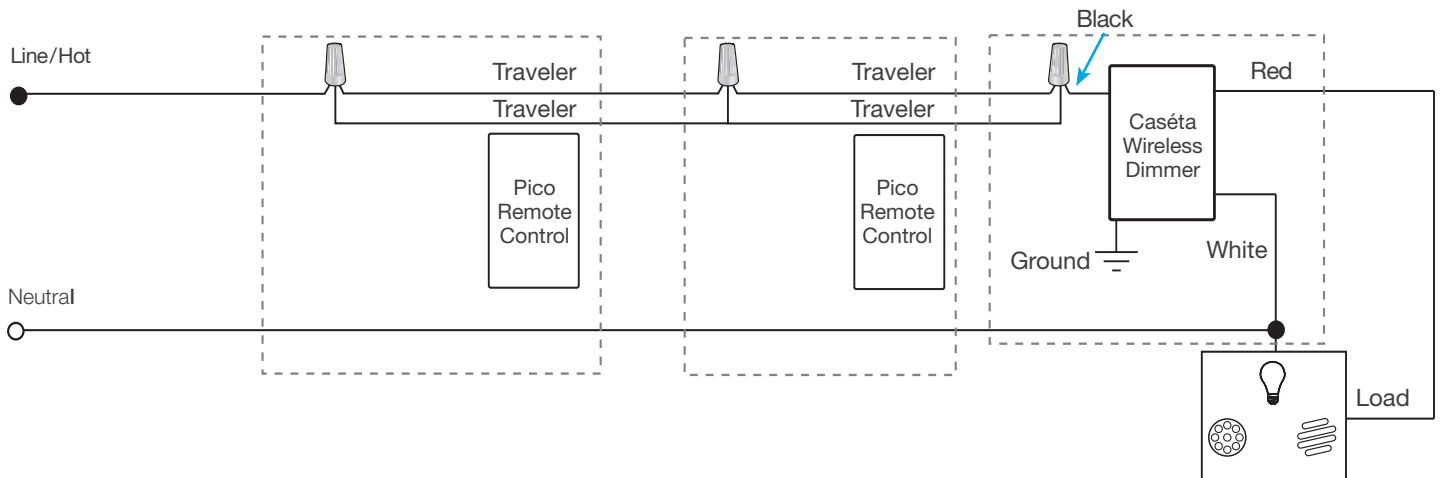 Black
Line/Hot
Traveler
Traveler
Red
Traveler
Traveler
Caséta
Wireless
Dimmer
Pico
Remote
Control
Pico
Remote
Control
Ground
White
Neutral
Load